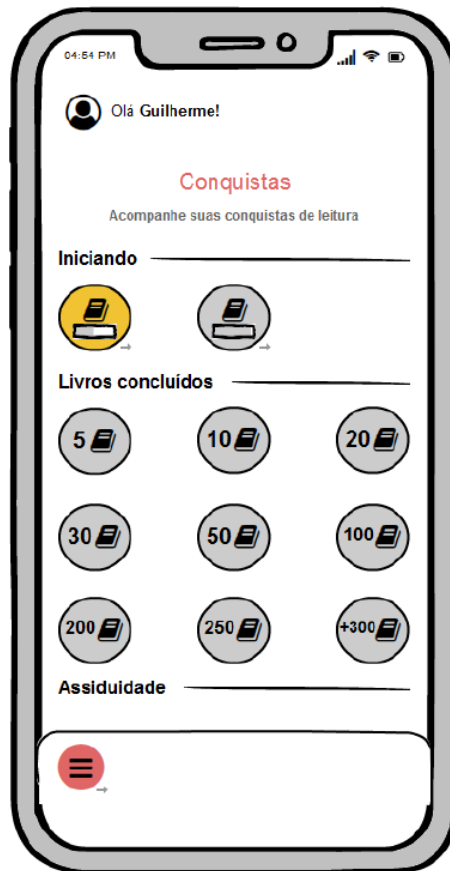 04:54 PM
Olá Guilherme!
Conquistas
Acompanhe suas conquistas de leitura
Iniciando
Livros concluídos
5 10 20
30 50 100
200 250 +300
Assiduidade